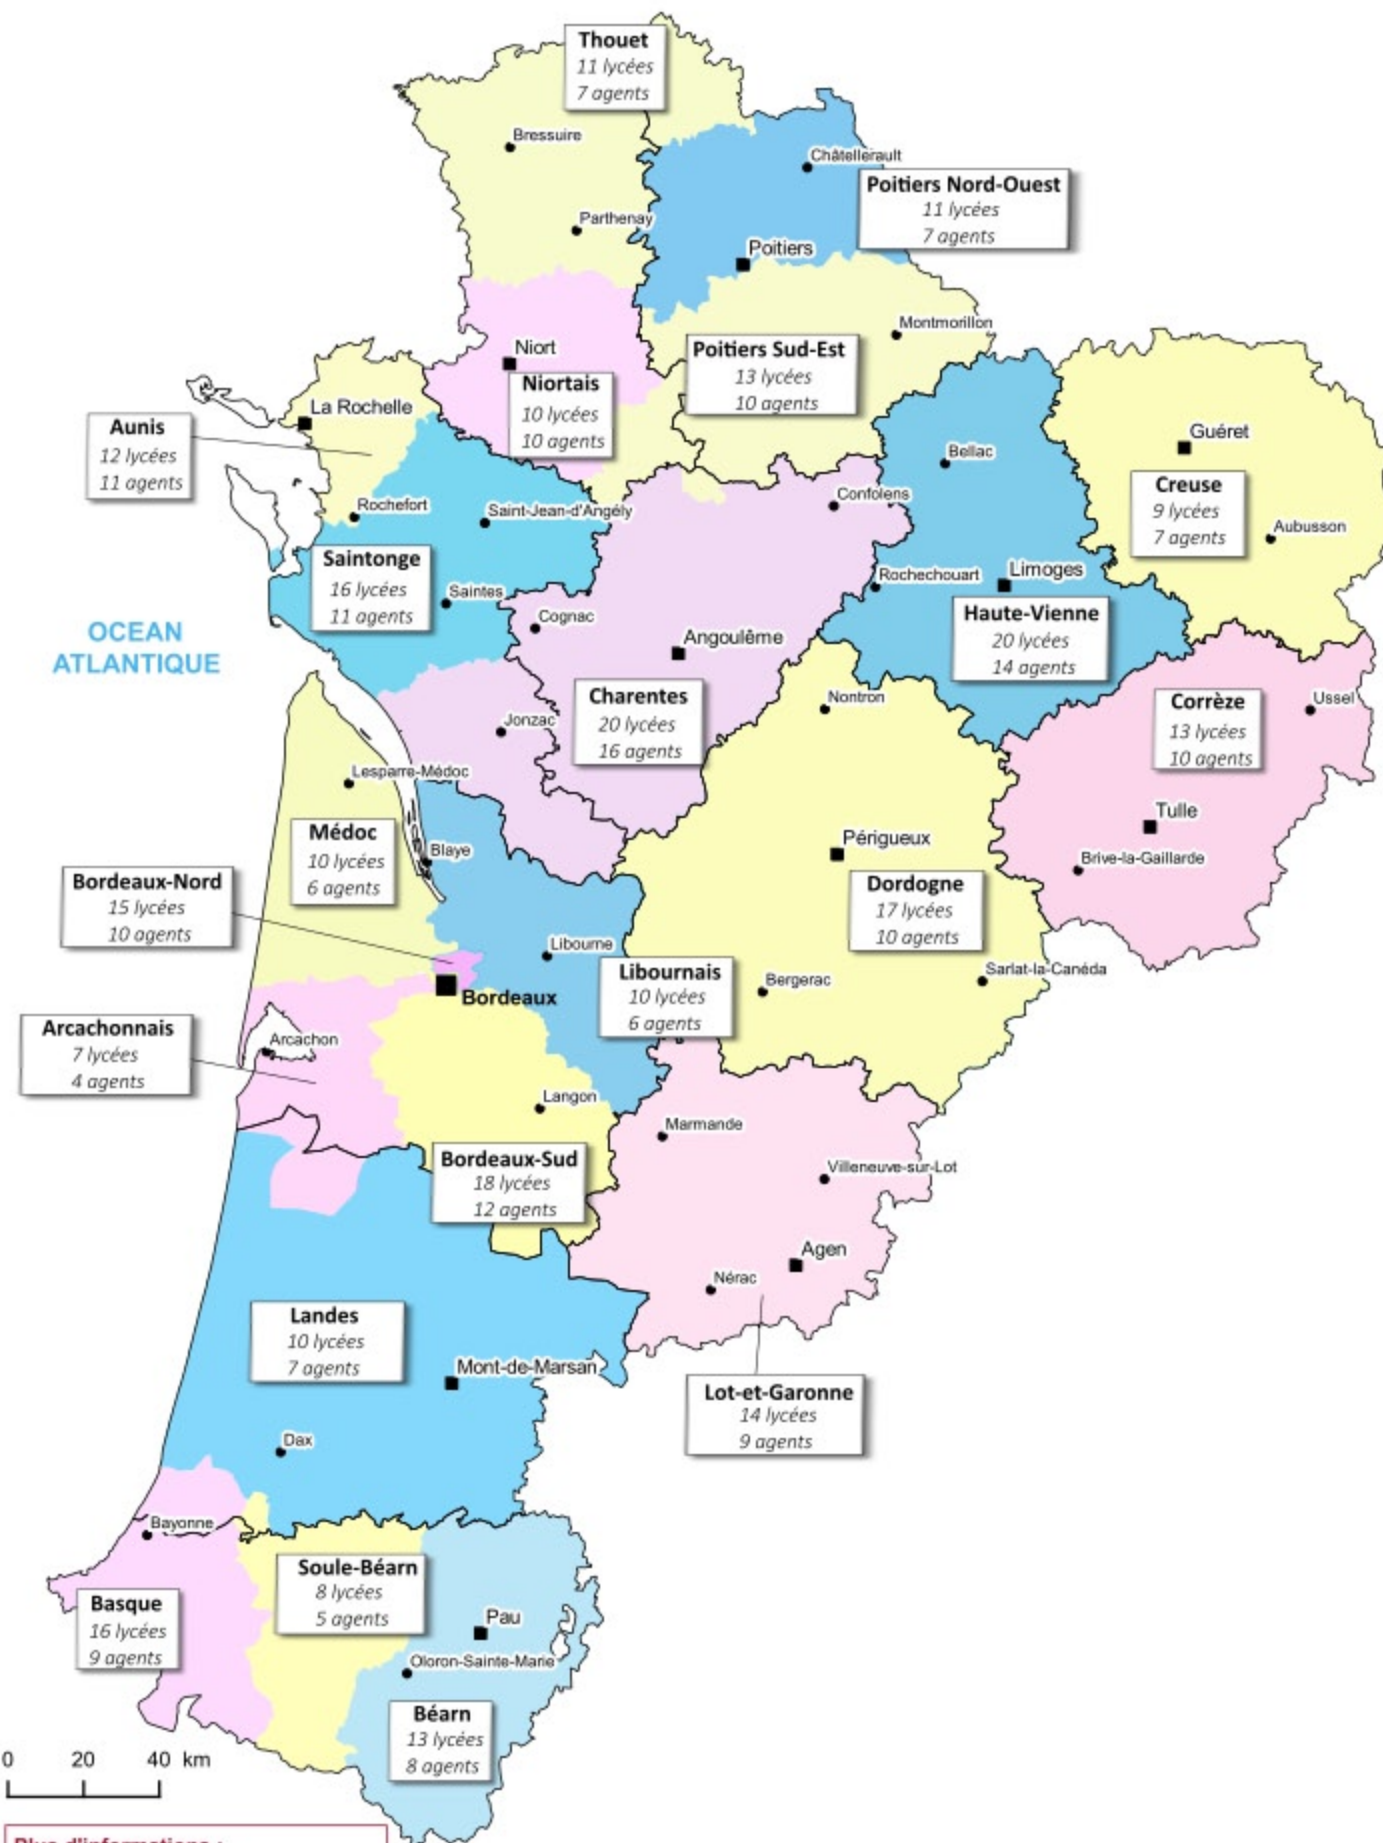 Thouet
11 lycées
7 agents
Bressuire
Châtellerault
Poitiers Nord-Ouest
11 lycées
7 agents
Parthenay
Poitiers
Montmorillon
Niort
Poitiers Sud-Est
13 lycées
10 agents
Niortais
10 lycées
10 agents
La Rochelle
Aunis
12 lycées
11 agents
Guéret
Bellac
Creuse
9 lycées
7 agents
Confolens
Rochefort
Saint-Jean-d'Angély
Aubusson
Saintonge
16 lycées
11 agents
Rochechouart
Limoges
Saintes
Cognac
Haute-Vienne
20 lycées
14 agents
OCEAN
ATLANTIQUE
Angoulême
Charentes
20 lycées
16 agents
Nontron
Corrèze
13 lycées
10 agents
Ussel
Jonzac
Lesparre-Médoc
Tulle
Médoc
10 lycées
6 agents
Périgueux
Blaye
Brive-la-Gaillarde
Bordeaux-Nord
15 lycées
10 agents
Dordogne
17 lycées
10 agents
Libourne
Libournais
10 lycées
6 agents
Bergerac
Sarlat-la-Canéda
Bordeaux
Arcachonnais
7 lycées
4 agents
Arcachon
Langon
Marmande
Bordeaux-Sud
18 lycées
12 agents
Villeneuve-sur-Lot
Agen
Nérac
Landes
10 lycées
7 agents
Mont-de-Marsan
Lot-et-Garonne
14 lycées
9 agents
Dax
Bayonne
Soule-Béarn
8 lycées
5 agents
Basque
16 lycées
9 agents
Pau
Oloron-Sainte-Marie
Béarn
13 lycées
8 agents
0 20 40 km
Plus d'informations :